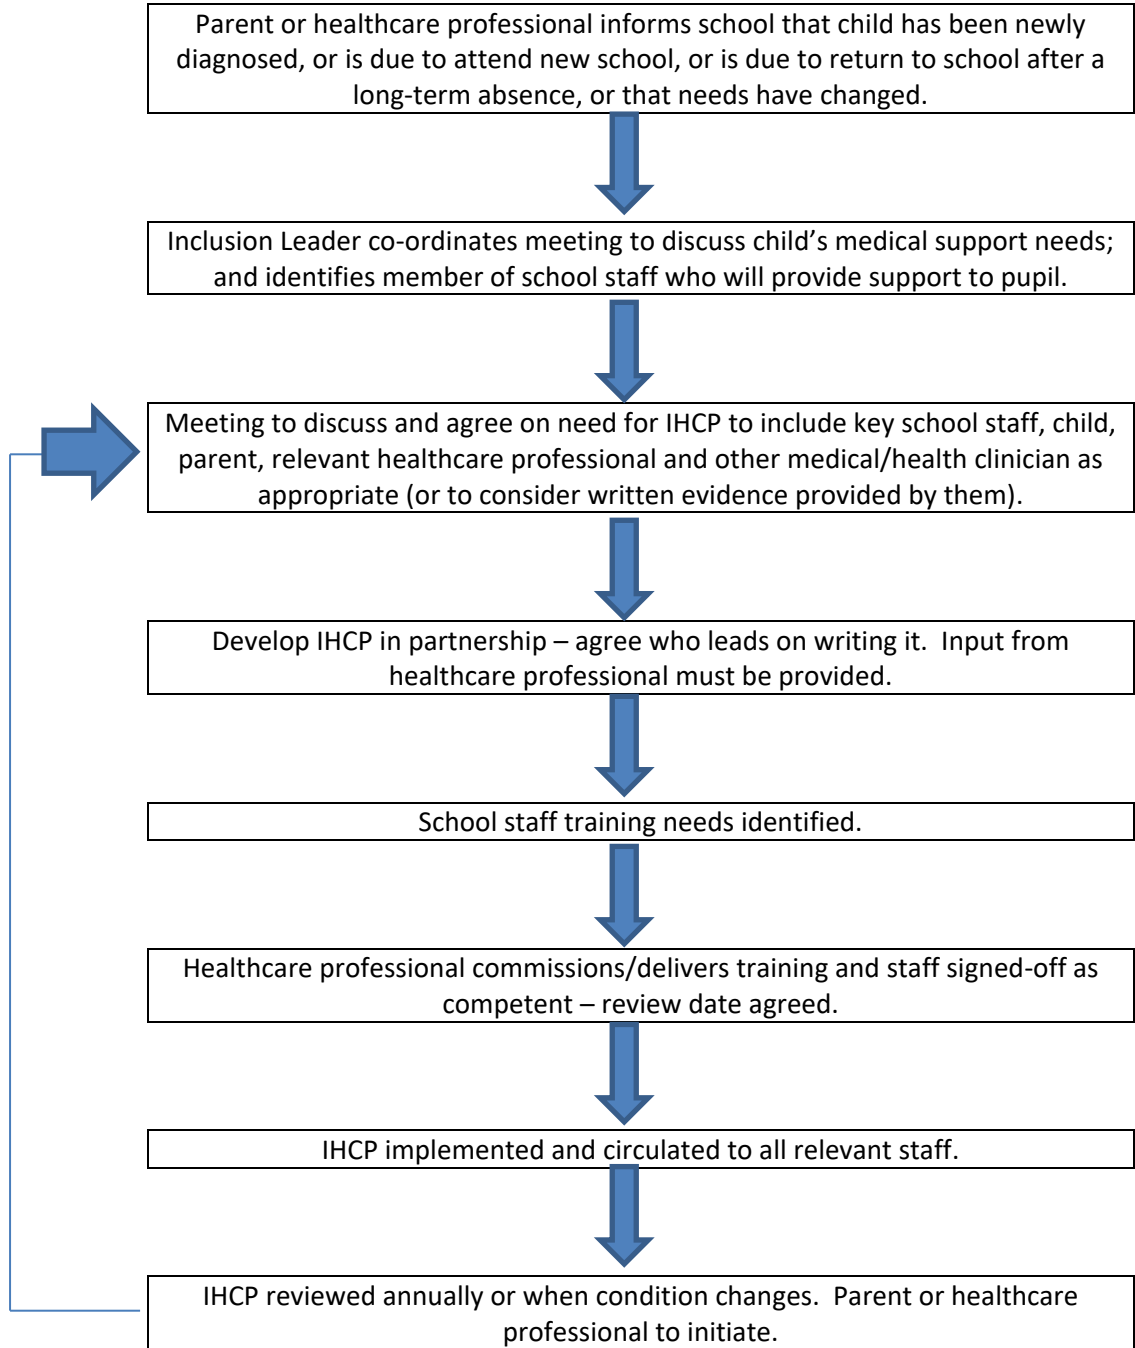 Parent or healthcare professional informs school that child has been newly
diagnosed, or is due to attend new school, or is due to return to school after a
long-term absence, or that needs have changed.
Inclusion Leader co-ordinates meeting to discuss child’s medical support needs;
and identifies member of school staff who will provide support to pupil.
Meeting to discuss and agree on need for IHCP to include key school staff, child,
parent, relevant healthcare professional and other medical/health clinician as
appropriate (or to consider written evidence provided by them).
Develop IHCP in partnership – agree who leads on writing it.  Input from
healthcare professional must be provided.
School staff training needs identified.
Healthcare professional commissions/delivers training and staff signed-off as
competent – review date agreed.
IHCP implemented and circulated to all relevant staff.
IHCP reviewed annually or when condition changes.  Parent or healthcare
professional to initiate.